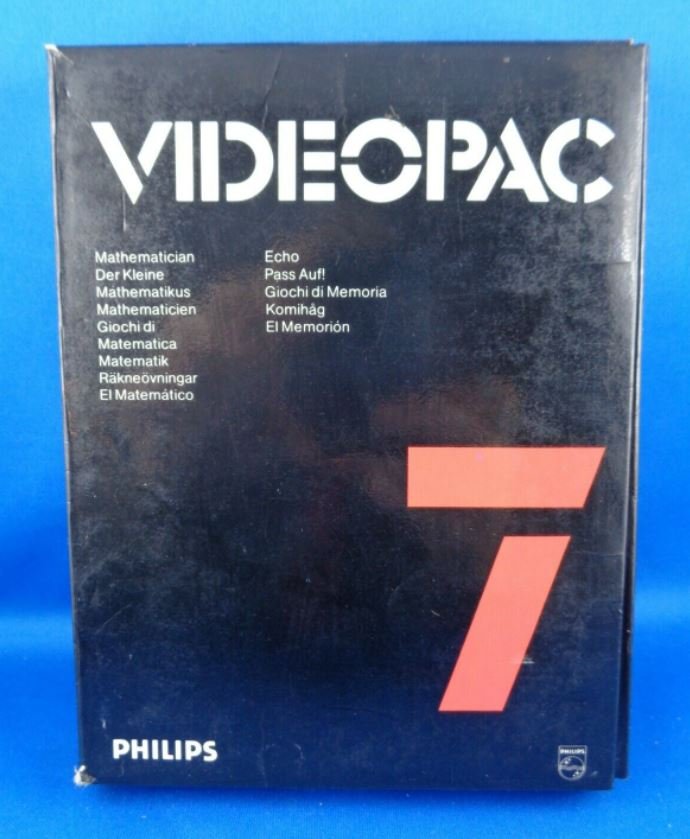 VIDEOPAC
Mathematician
Der Kleine
Mathematikus
Mathematicien
Giochi di
Matematica
Matematik
Räkneövningar
El Matemático
Echo
Pass Auf!
Giochi di Memoria
Komihåg
El Memorión
7
PHILIPS
PHILIPS